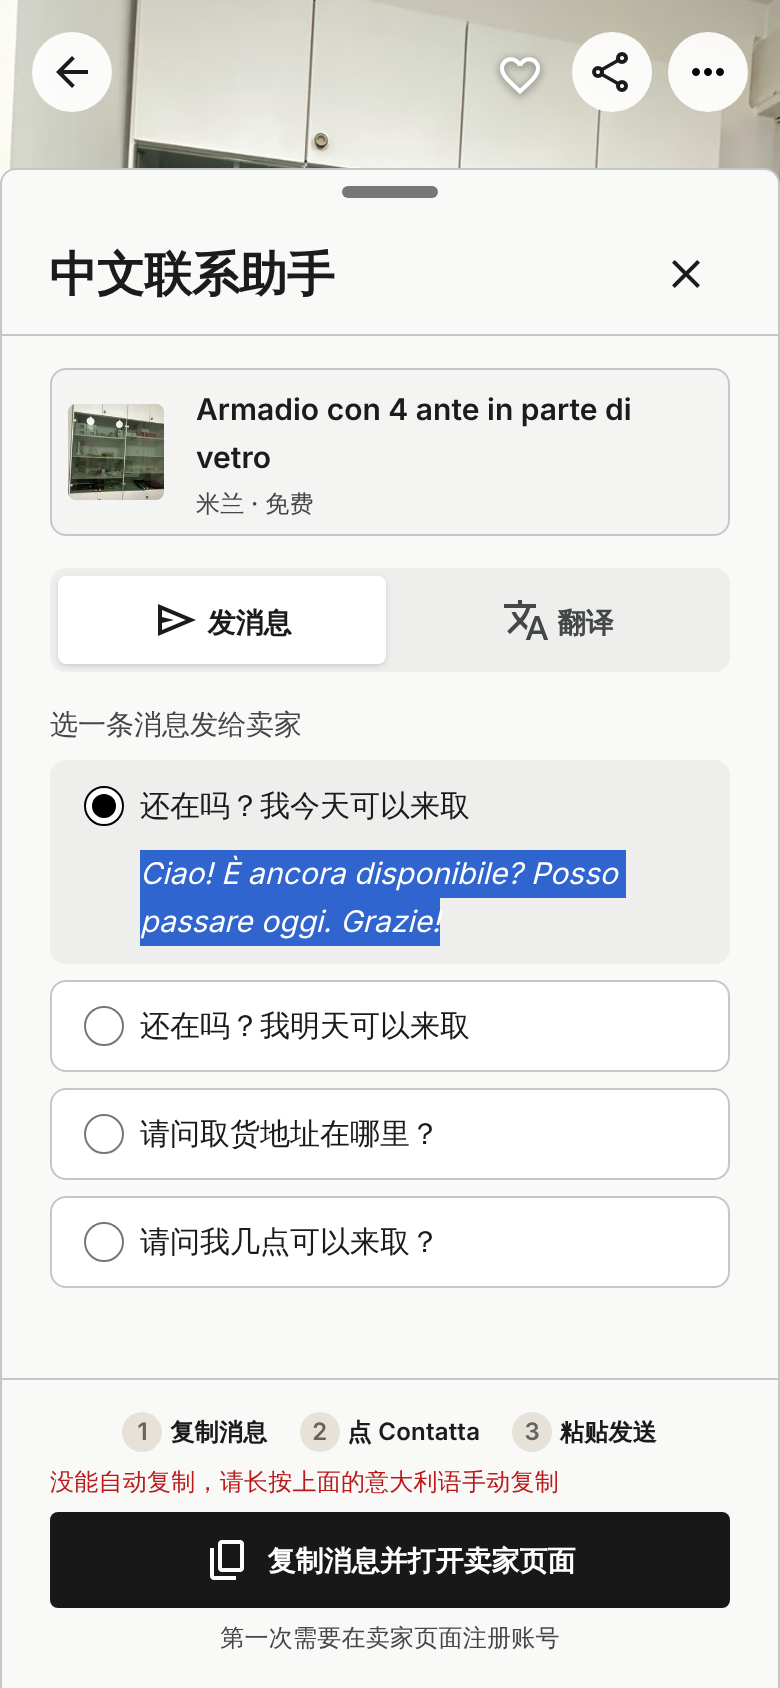 中文联系助手
Armadio con 4 ante in parte di
vetro
米兰 · 免费
发消息
翻译
选一条消息发给卖家
还在吗？我今天可以来取
Ciao! È ancora disponibile? Posso
passare oggi. Grazie!
还在吗？我明天可以来取
请问取货地址在哪里？
请问我几点可以来取？
1 复制消息 2 点 Contatta 3 粘贴发送
没能自动复制，请长按上面的意大利语手动复制
复制消息并打开卖家页面
第一次需要在卖家页面注册账号